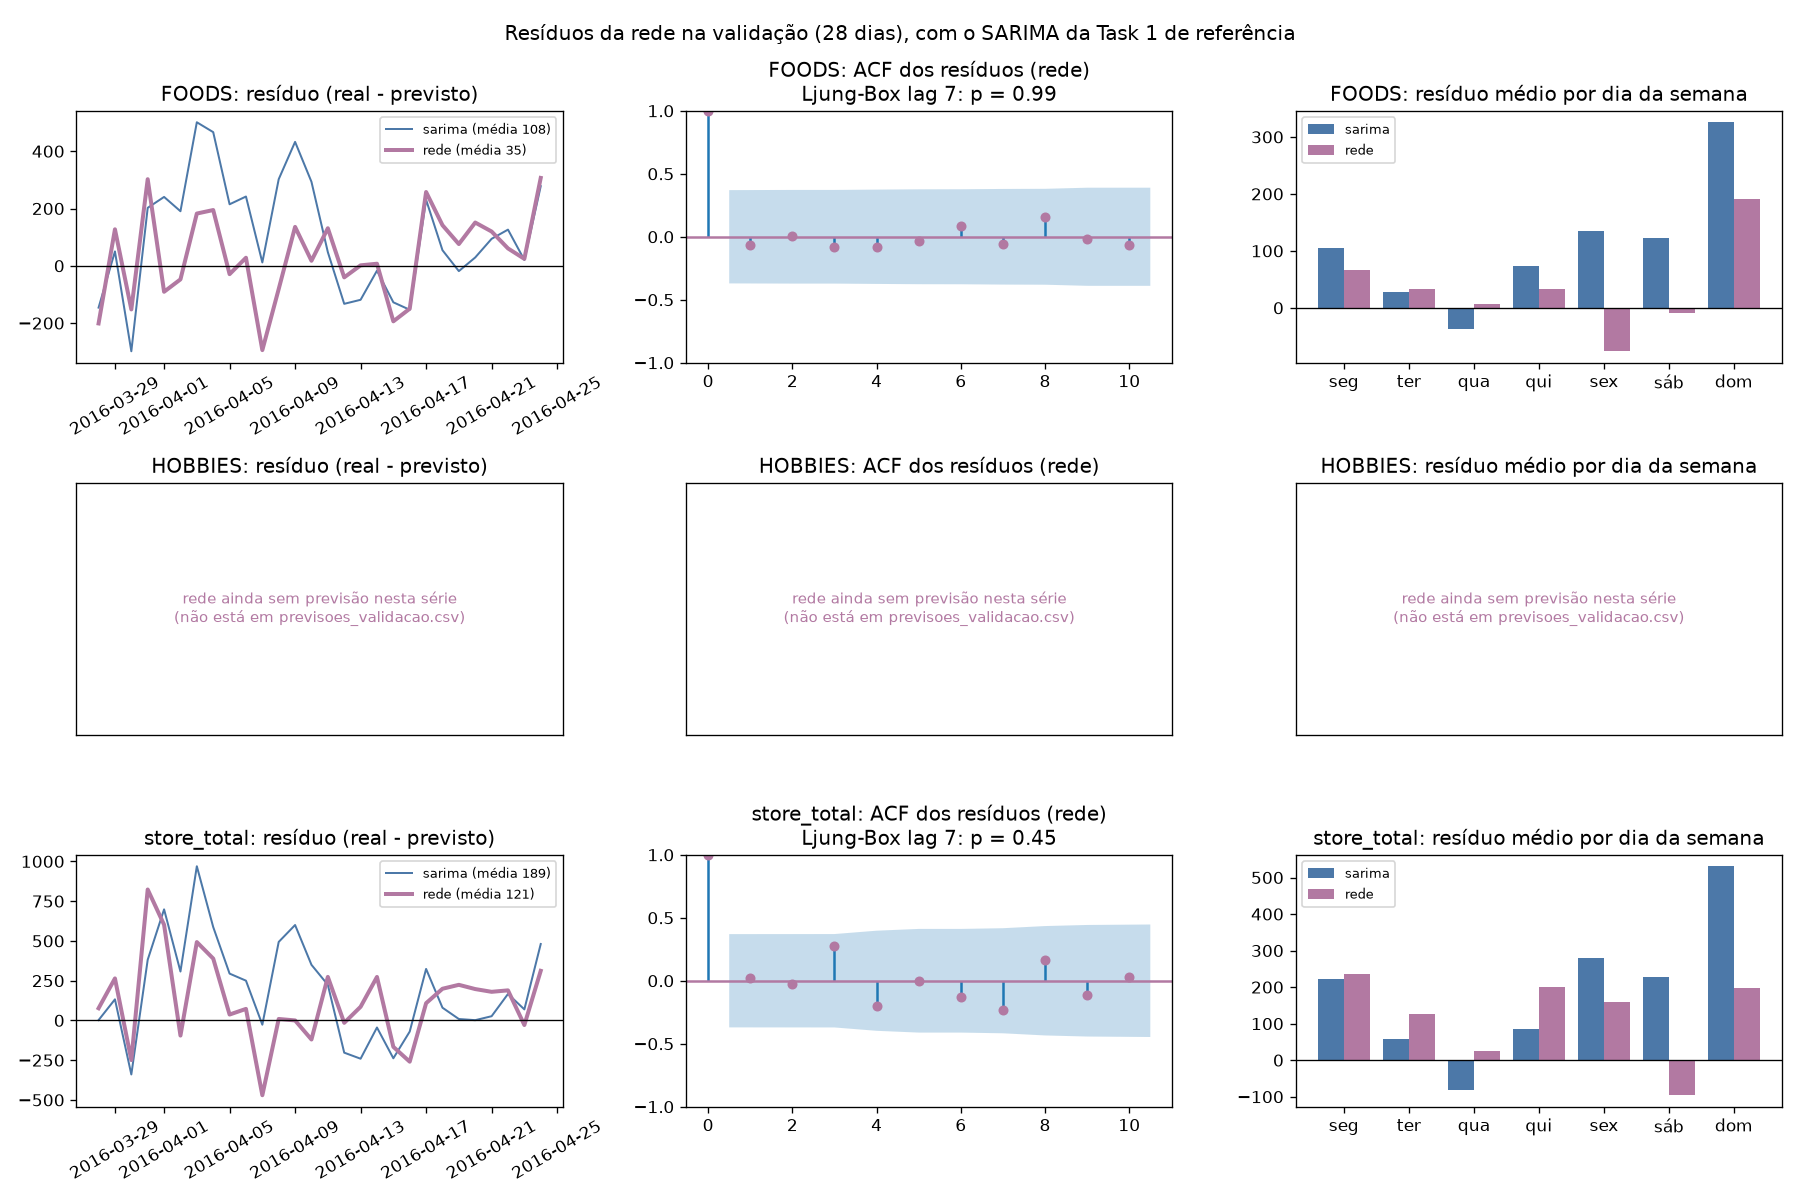 Resíduos da rede na validação (28 dias), com o SARIMA da Task 1 de referência
FOODS: resíduo (real - previsto)
sarima (média 108)
rede (média 35)
400
200
0
−200
2016-03-29
2016-04-01
2016-04-05
2016-04-09
2016-04-13
2016-04-17
2016-04-21
2016-04-25
FOODS: ACF dos resíduos (rede)
Ljung-Box lag 7: p = 0.99
1.0
0.5
0.0
−0.5
−1.0
0 2 4 6 8 10
FOODS: resíduo médio por dia da semana
sarima
rede
300
200
100
0
seg ter qua qui sex sáb dom
HOBBIES: resíduo (real - previsto)
rede ainda sem previsão nesta série
(não está em previsoes_validacao.csv)
HOBBIES: ACF dos resíduos (rede)
rede ainda sem previsão nesta série
(não está em previsoes_validacao.csv)
HOBBIES: resíduo médio por dia da semana
rede ainda sem previsão nesta série
(não está em previsoes_validacao.csv)
store_total: resíduo (real - previsto)
sarima (média 189)
rede (média 121)
1000
750
500
250
0
−250
−500
2016-03-29
2016-04-01
2016-04-05
2016-04-09
2016-04-13
2016-04-17
2016-04-21
2016-04-25
store_total: ACF dos resíduos (rede)
Ljung-Box lag 7: p = 0.45
1.0
0.5
0.0
−0.5
−1.0
0 2 4 6 8 10
store_total: resíduo médio por dia da semana
sarima
rede
500
400
300
200
100
0
−100
seg ter qua qui sex sáb dom